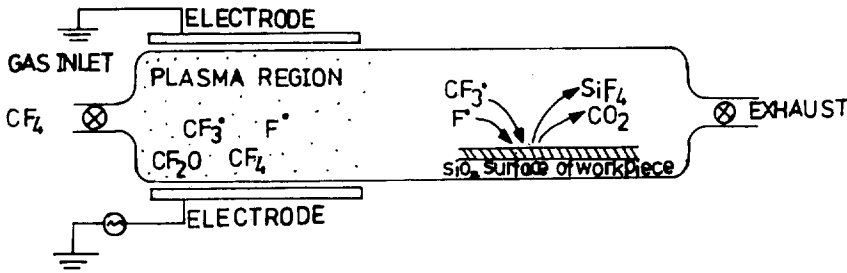 ELECTRODE
GAS INLET
PLASMA REGION
CF₃• SiF₄
CF₄ F• CO₂ EXHAUST
CF₃• F•
CF₂O CF₄
SiO₂ surface of workpiece
ELECTRODE